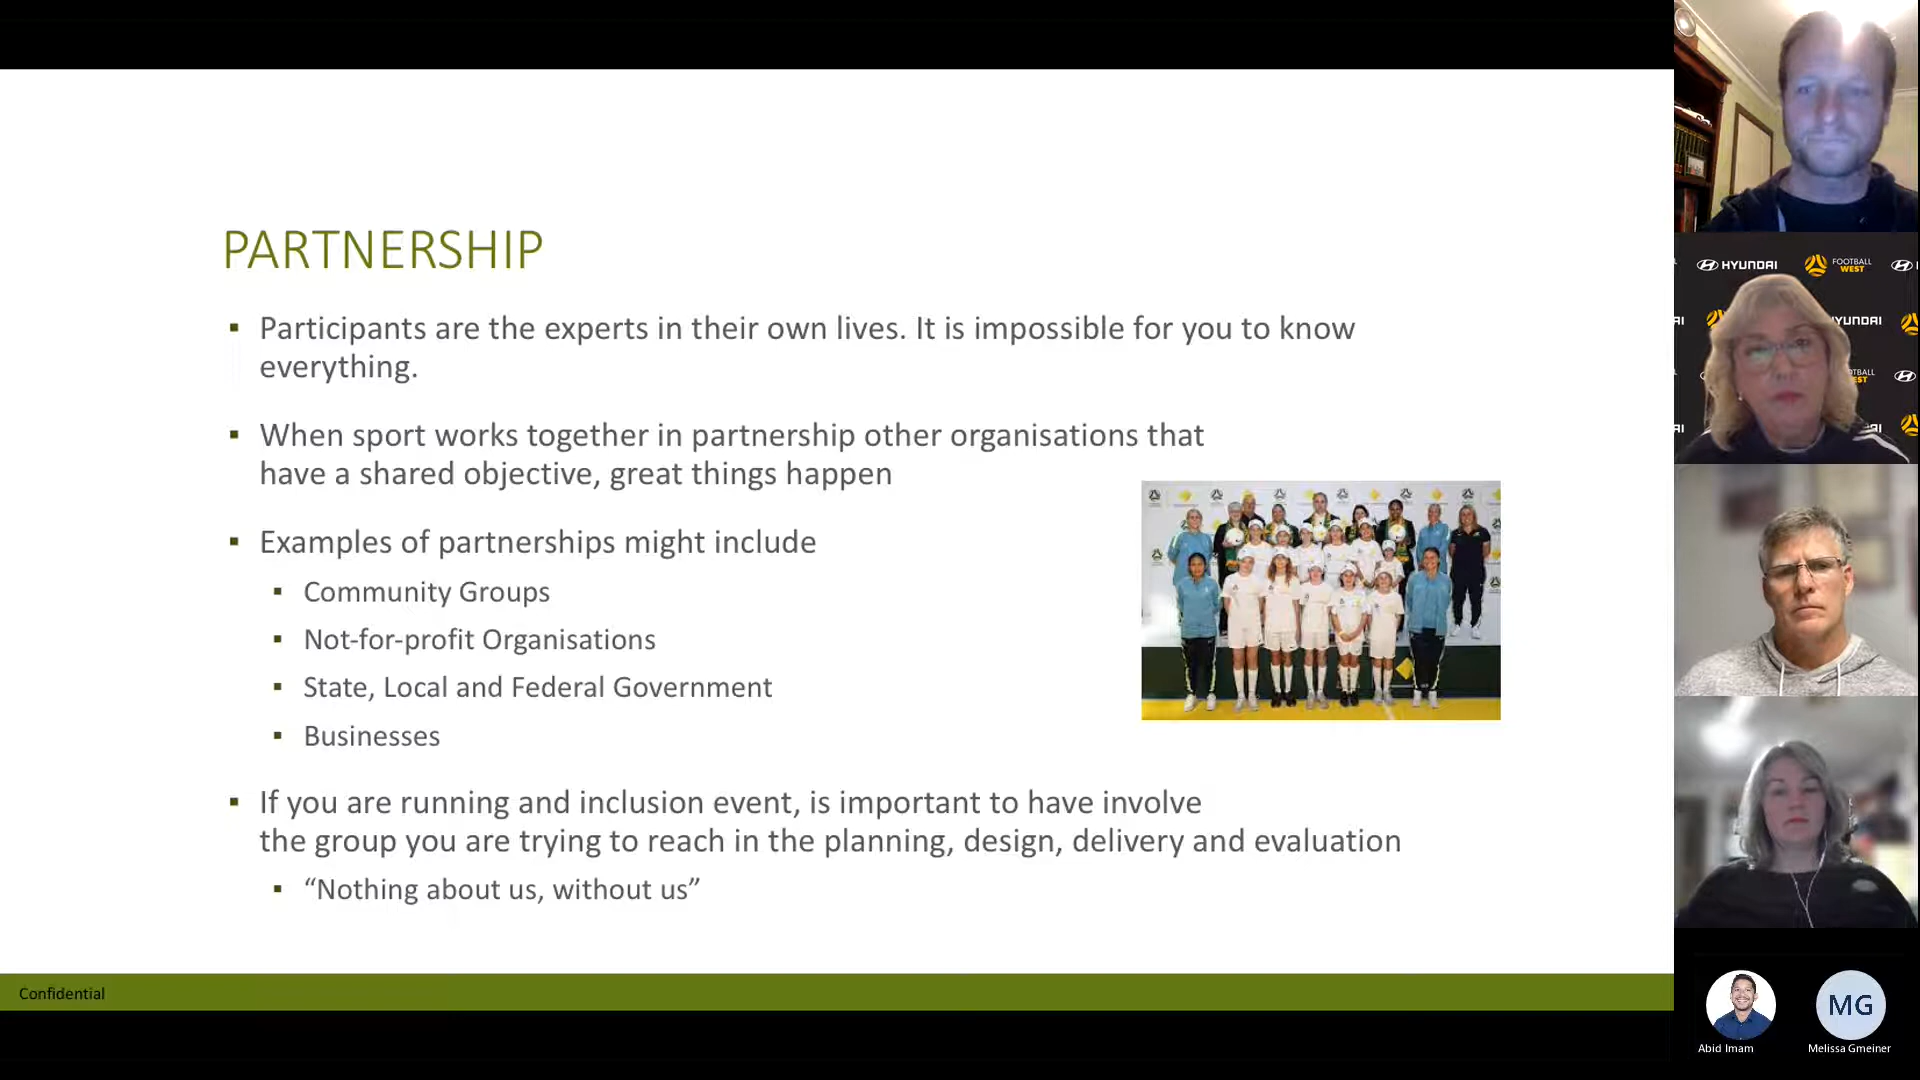 PARTNERSHIP
▪ Participants are the experts in their own lives. It is impossible for you to know
everything.
▪ When sport works together in partnership other organisations that
have a shared objective, great things happen
▪ Examples of partnerships might include
▪ Community Groups
▪ Not-for-profit Organisations
▪ State, Local and Federal Government
▪ Businesses
▪ If you are running and inclusion event, is important to have involve
the group you are trying to reach in the planning, design, delivery and evaluation
▪ “Nothing about us, without us”
Confidential
HYUNDAI
FOOTBALL
WEST
MG
Abid Imam
Melissa Gmeiner